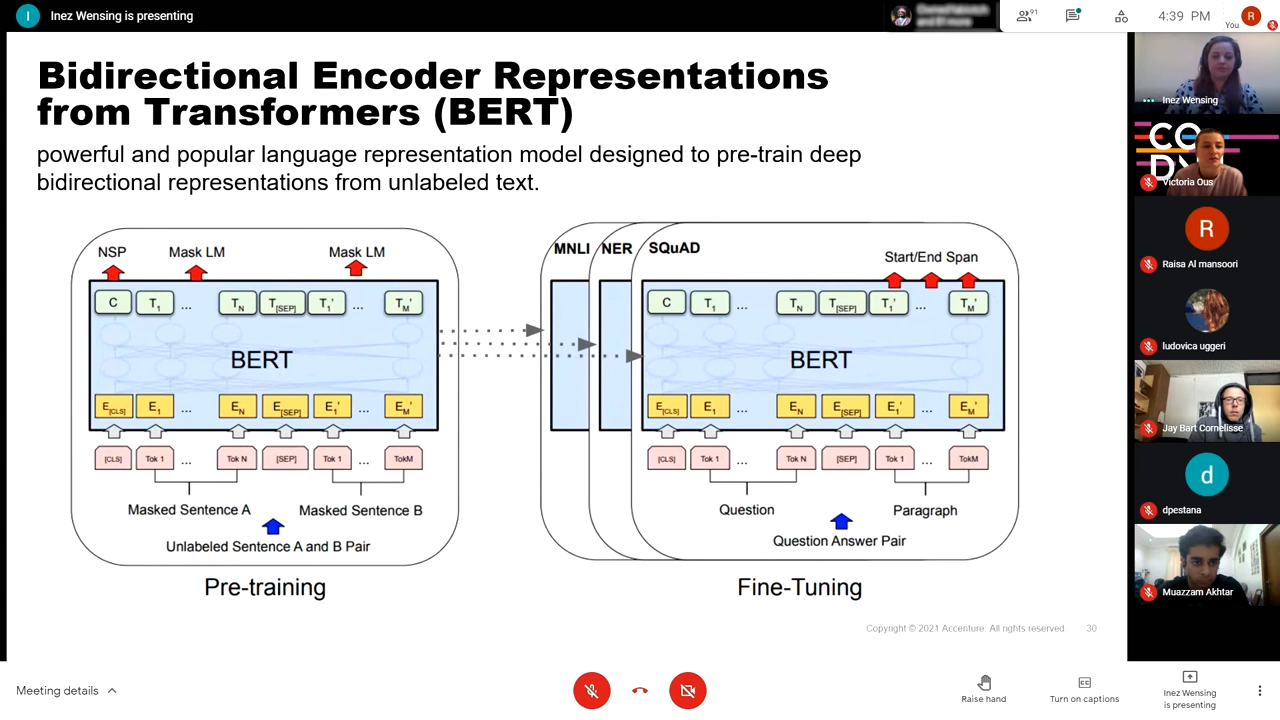 I
Inez Wensing is presenting
91
4:39 PM
R
You
Bidirectional Encoder Representations
from Transformers (BERT)
powerful and popular language representation model designed to pre-train deep
bidirectional representations from unlabeled text.
NSP Mask LM Mask LM
C T1 ... TN T[SEP] T1' ... TM'
BERT
E[CLS] E1 ... EN E[SEP] E1' ... EM'
[CLS] Tok 1 ... Tok N [SEP] Tok 1 ... TokM
Masked Sentence A Masked Sentence B
Unlabeled Sentence A and B Pair
Pre-training
MNLI NER SQuAD
Start/End Span
C T1 ... TN T[SEP] T1' ... TM'
BERT
E[CLS] E1 ... EN E[SEP] E1' ... EM'
[CLS] Tok 1 ... Tok N [SEP] Tok 1 ... TokM
Question Paragraph
Question Answer Pair
Fine-Tuning
Copyright © 2021 Accenture. All rights reserved. 30
Inez Wensing
CO
D
Victoria Ous
R
Raisa Al mansoori
ludovica uggeri
Jay Bart Cornelisse
d
dpestana
Muazzam Akhtar
Meeting details
Raise hand
Turn on captions
Inez Wensing
is presenting